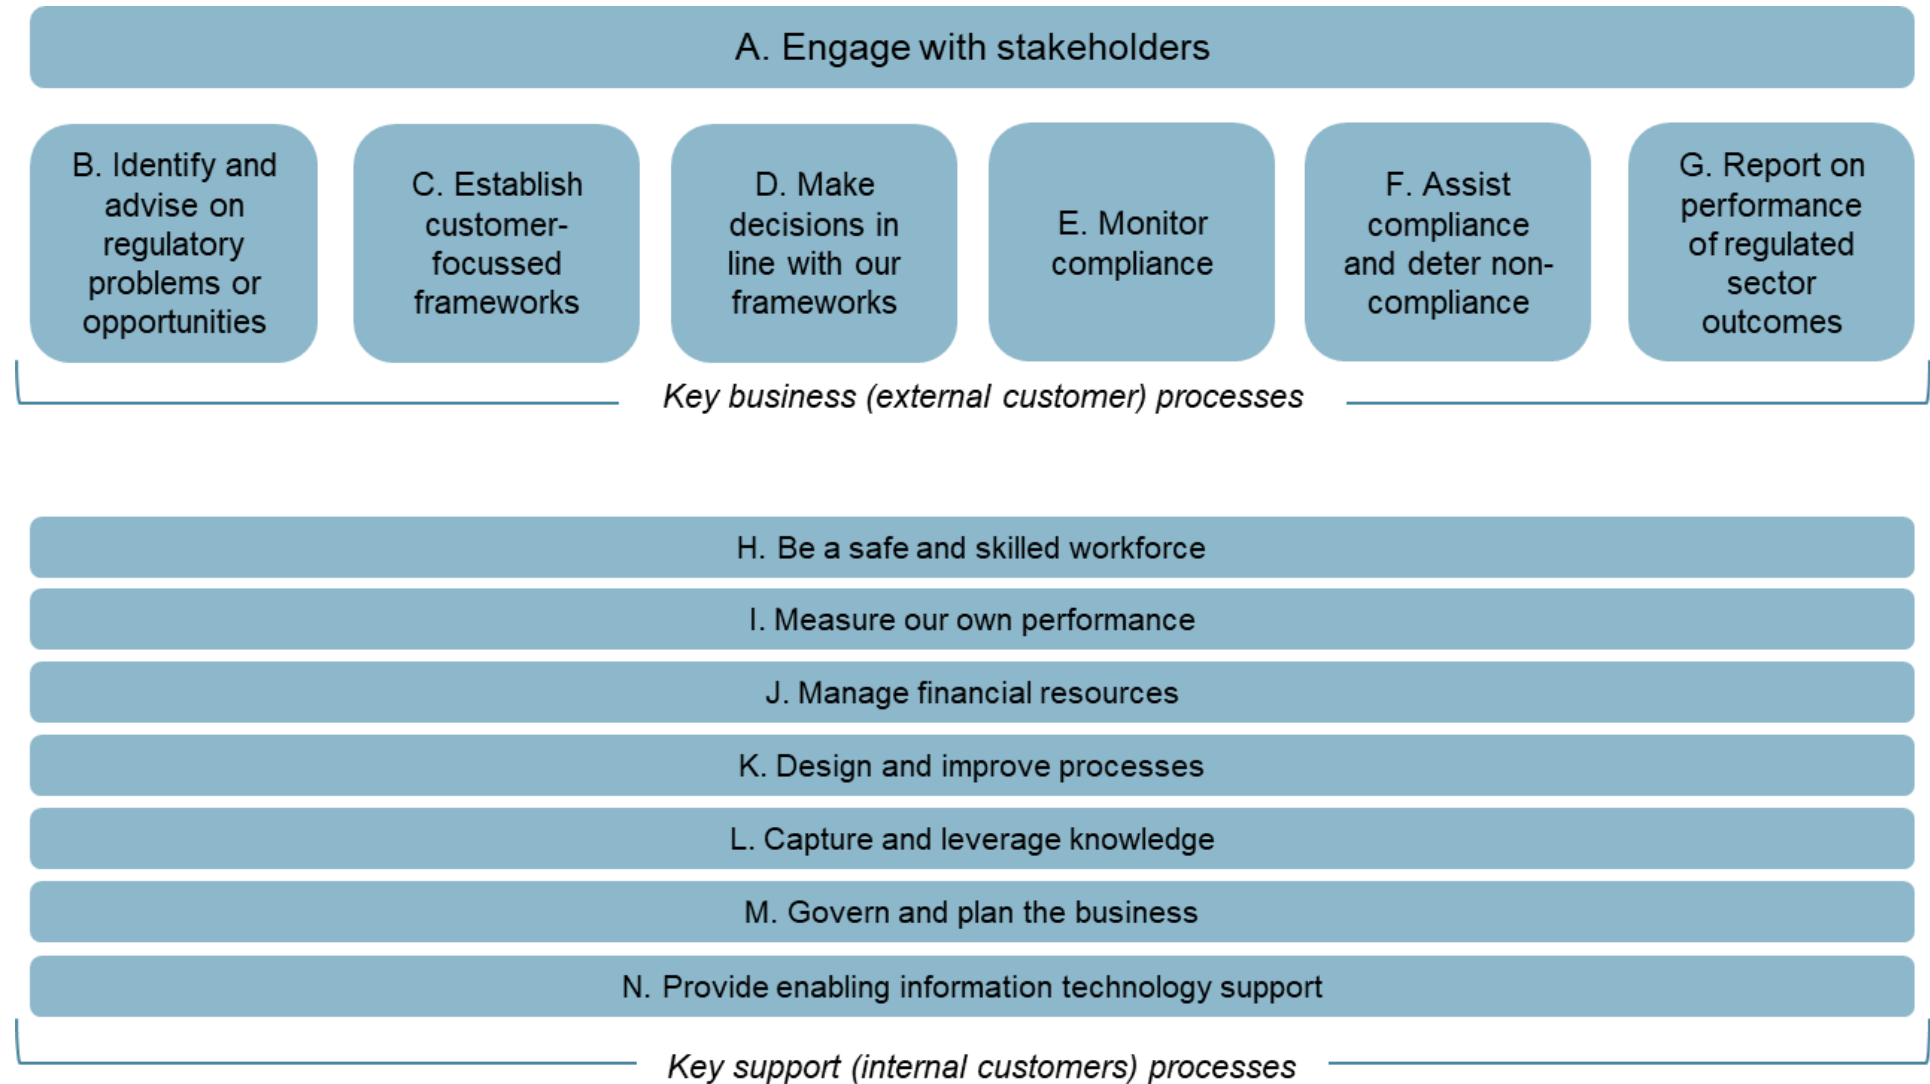 A. Engage with stakeholders
B. Identify and
advise on
regulatory
problems or
opportunities
C. Establish
customer-
focussed
frameworks
D. Make
decisions in
line with our
frameworks
E. Monitor
compliance
F. Assist
compliance
and deter non-
compliance
G. Report on
performance
of regulated
sector
outcomes
Key business (external customer) processes
H. Be a safe and skilled workforce
I. Measure our own performance
J. Manage financial resources
K. Design and improve processes
L. Capture and leverage knowledge
M. Govern and plan the business
N. Provide enabling information technology support
Key support (internal customers) processes